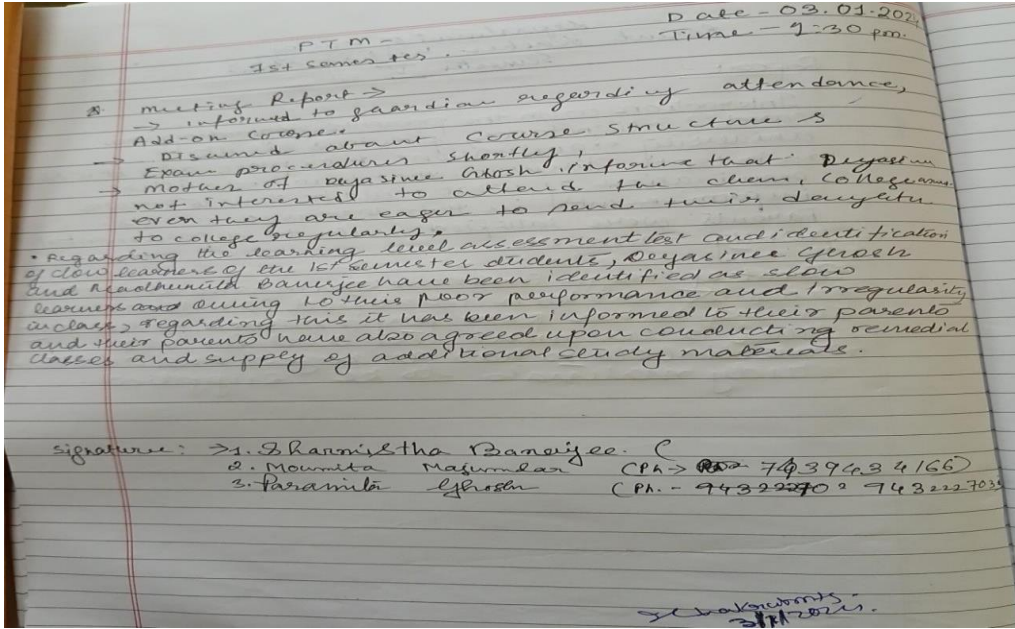 Date - 03.01.2024
PTM -
Time - 1:30 pm.
1st Semester.
Meeting Report →
→ informed to guardian regarding attendance,
Add-on Course.
→ Discussed about Course Structure &
Exam procedures shortly,
→ Mother of Deyasinee Ghosh informe that Deyasinee
not interested to attend the class,
even they are eager to send their daughter
to college regularly.
• Regarding the learning level assessment test and identification
of slow learners of the 1st semester students, Deyasinee Ghosh
and Madhumita Banerjee have been identified as slow
learners and owing to their poor performance and Irregularity
in class, regarding this it has been informed to their parents
and their parents have also agreed upon conducting remedial
classes and supply of additional study materials.
Signature: →1. Sharmistha Banerjee. (
2. Moumita Majumdar (Ph → 7439434166)
3. Paramita Ghosh (Ph. -